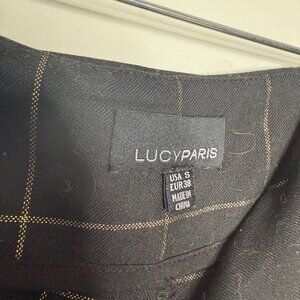 LUCYPARIS
USA S
EUR 38
MADE IN
CHINA